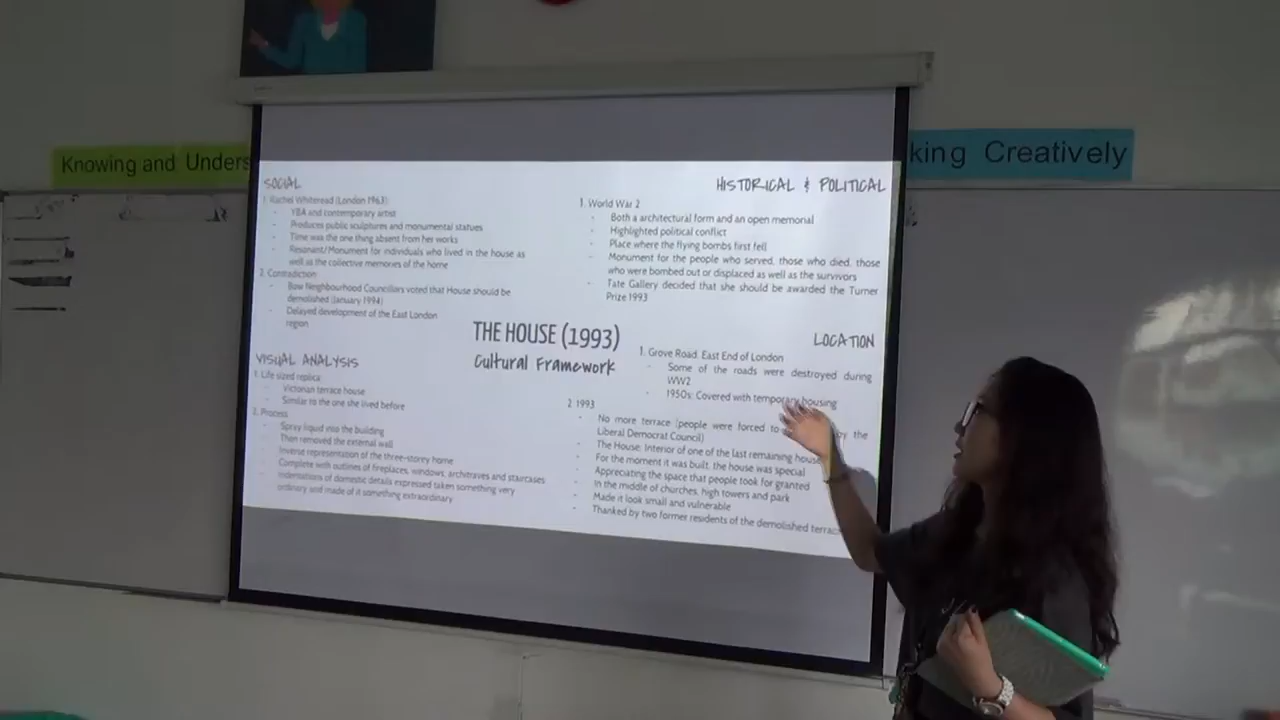 Knowing and Unders
king Creatively
SOCIAL
1. Rachel Whiteread (London 1963)
- YBA and contemporary artist
- Produces public sculptures and monumental statues
- Time was the one thing absent from her works
- Resonant/Monument for individuals who lived in the house as
well as the collective memories of the home
2. Contradiction
- Bow Neighbourhood Councillors voted that House should be
demolished (January 1994)
- Delayed development of the East London
region
HISTORICAL & POLITICAL
1. World War 2
- Both a architectural form and an open memorial
- Highlighted political conflict
- Place where the flying bombs first fell
- Monument for the people who served, those who died, those
who were bombed out or displaced as well as the survivors
- Tate Gallery decided that she should be awarded the Turner
Prize 1993
THE HOUSE (1993)
Cultural Framework
VISUAL ANALYSIS
1. Life sized replica
- Victorian terrace house
- Similar to the one she lived before
2. Process
- Spray liquid into the building
- Then removed the external wall
- Inverse representation of the three-storey home
- Complete with outlines of fireplaces, windows, architraves and staircases
- Indentations of domestic details expressed taken something very
ordinary and made of it something extraordinary
LOCATION
1. Grove Road, East End of London
- Some of the roads were destroyed during
WW2
- 1950s: Covered with temporary housing
2. 1993
- No more terrace (people were forced to by the
Liberal Democrat Council)
- The House: Interior of one of the last remaining house
- For the moment it was built, the house was special
- Appreciating the space that people took for granted
- In the middle of churches, high towers and park
- Made it look small and vulnerable
- Thanked by two former residents of the demolished terrace